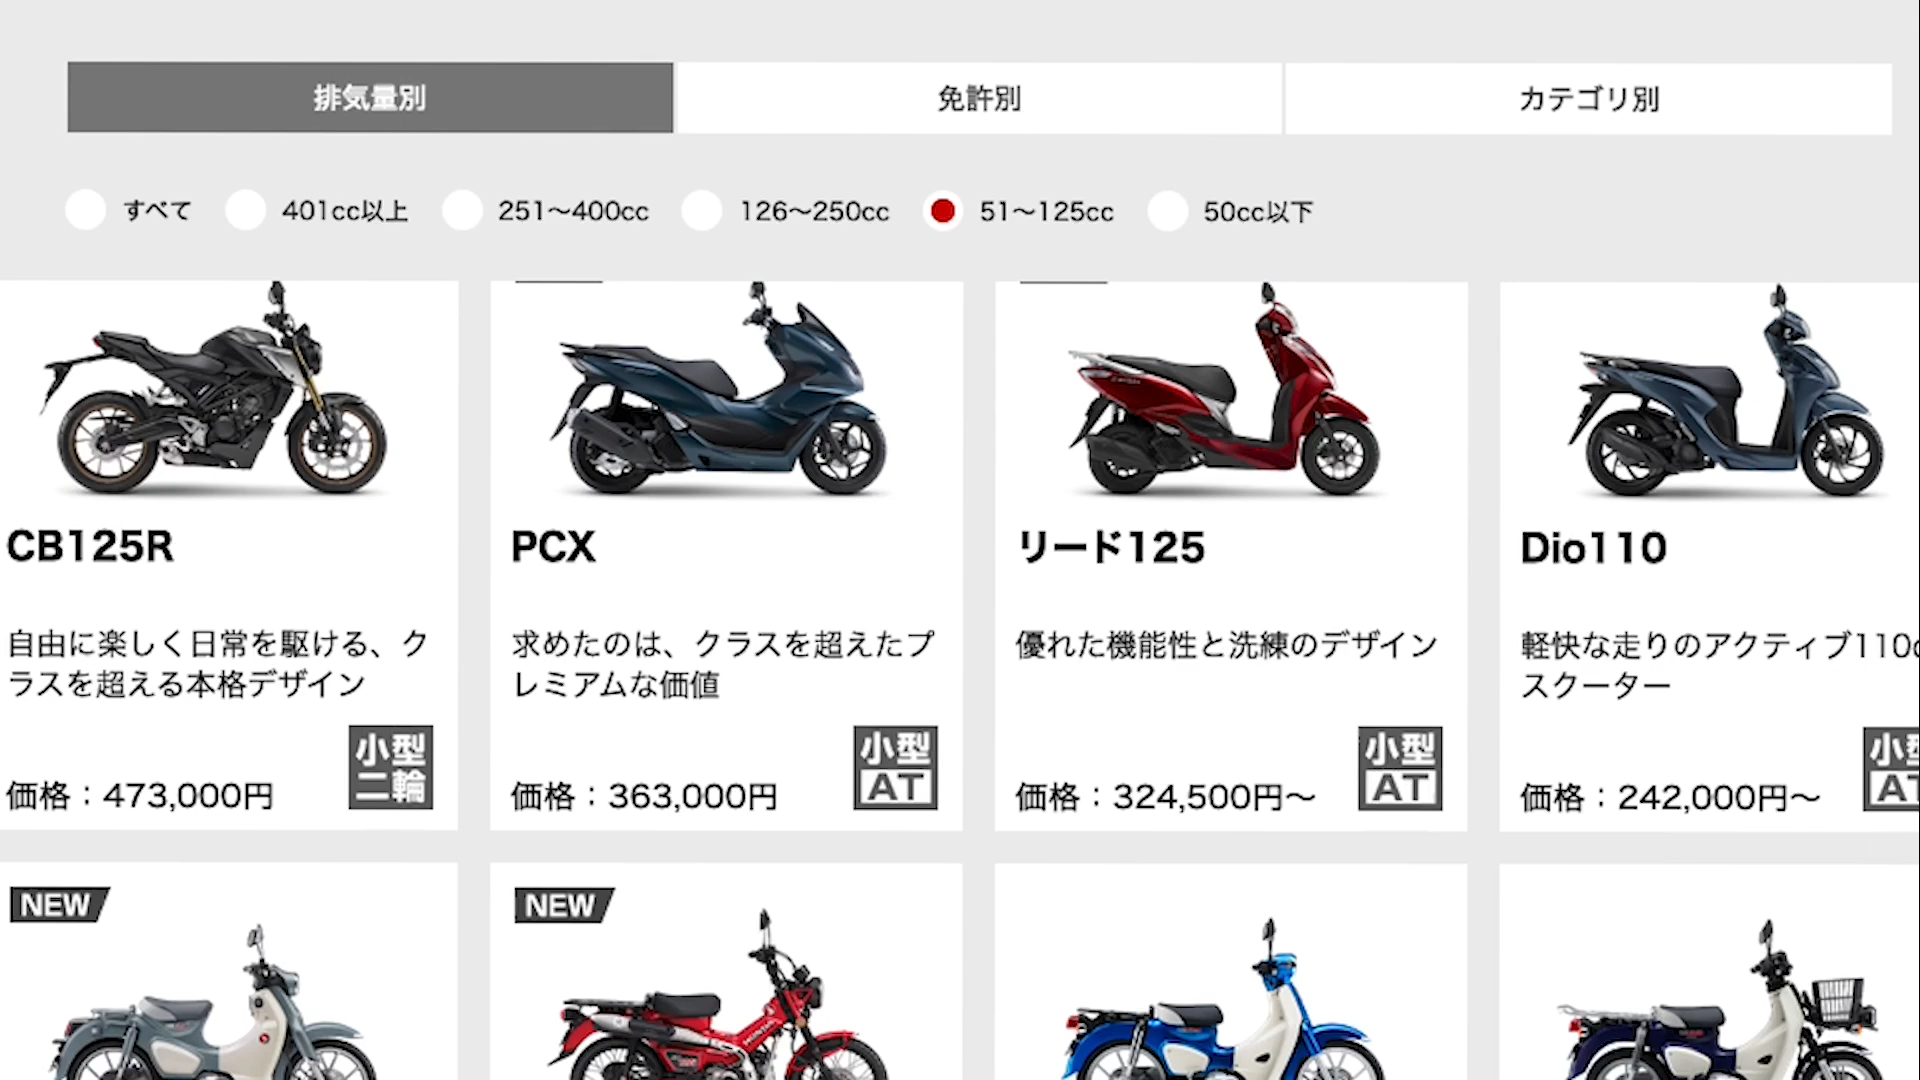 排気量別
免許別
カテゴリ別
すべて
401cc以上
251～400cc
126～250cc
51～125cc
50cc以下
CB125R
自由に楽しく日常を駆ける、ク
ラスを超える本格デザイン
価格：473,000円
小型
二輪
PCX
求めたのは、クラスを超えたプ
レミアムな価値
価格：363,000円
小型
AT
リード125
優れた機能性と洗練のデザイン
価格：324,500円～
小型
AT
Dio110
軽快な走りのアクティブ110c
スクーター
価格：242,000円～
小型
AT
NEW
NEW
HONDA